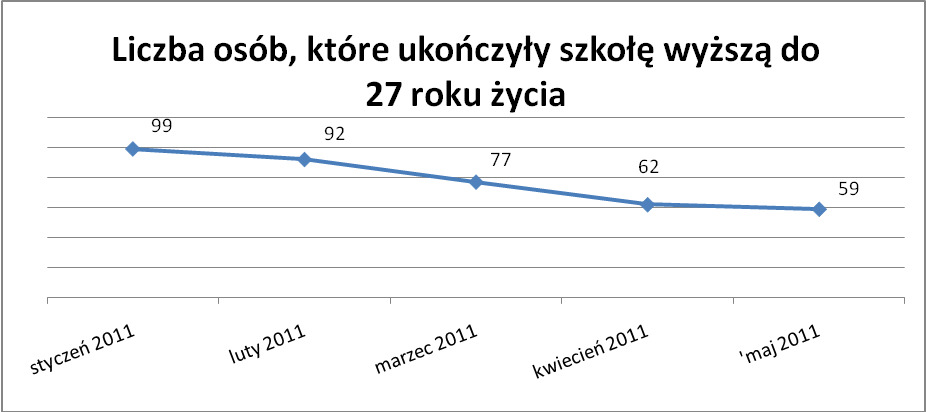 Liczba osób, które ukończyły szkołę wyższą do
27 roku życia
99
92
77
62
59
styczeń 2011
luty 2011
marzec 2011
kwiecień 2011
'maj 2011